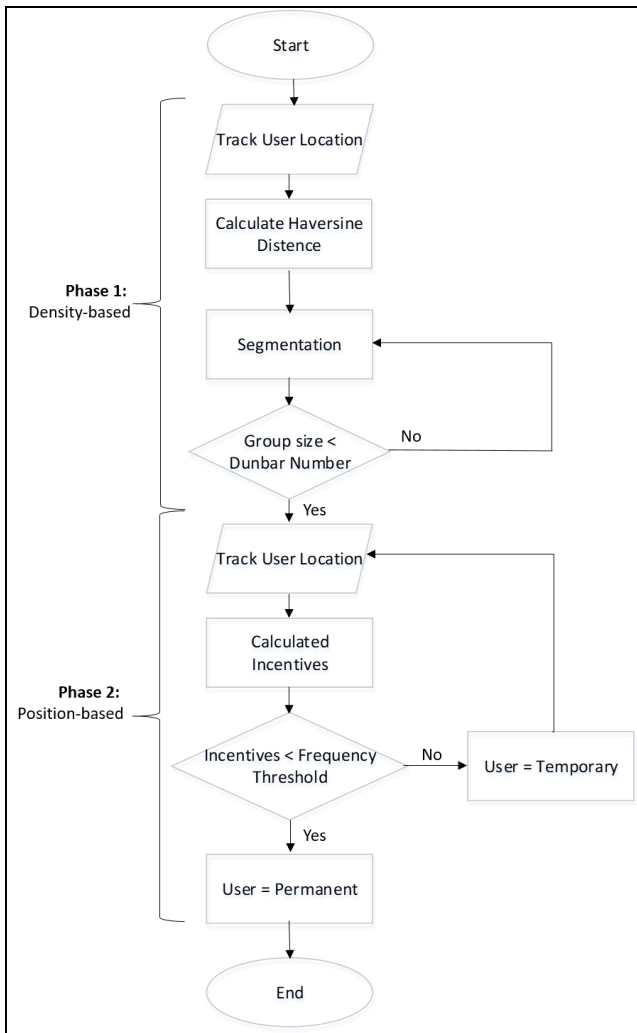 Start
Track User Location
Calculate Haversine
Distence
Phase 1:
Density-based
Segmentation
Group size <
Dunbar Number
No
Yes
Track User Location
Calculated
Incentives
Phase 2:
Position-based
Incentives < Frequency
Threshold
No
User = Temporary
Yes
User = Permanent
End